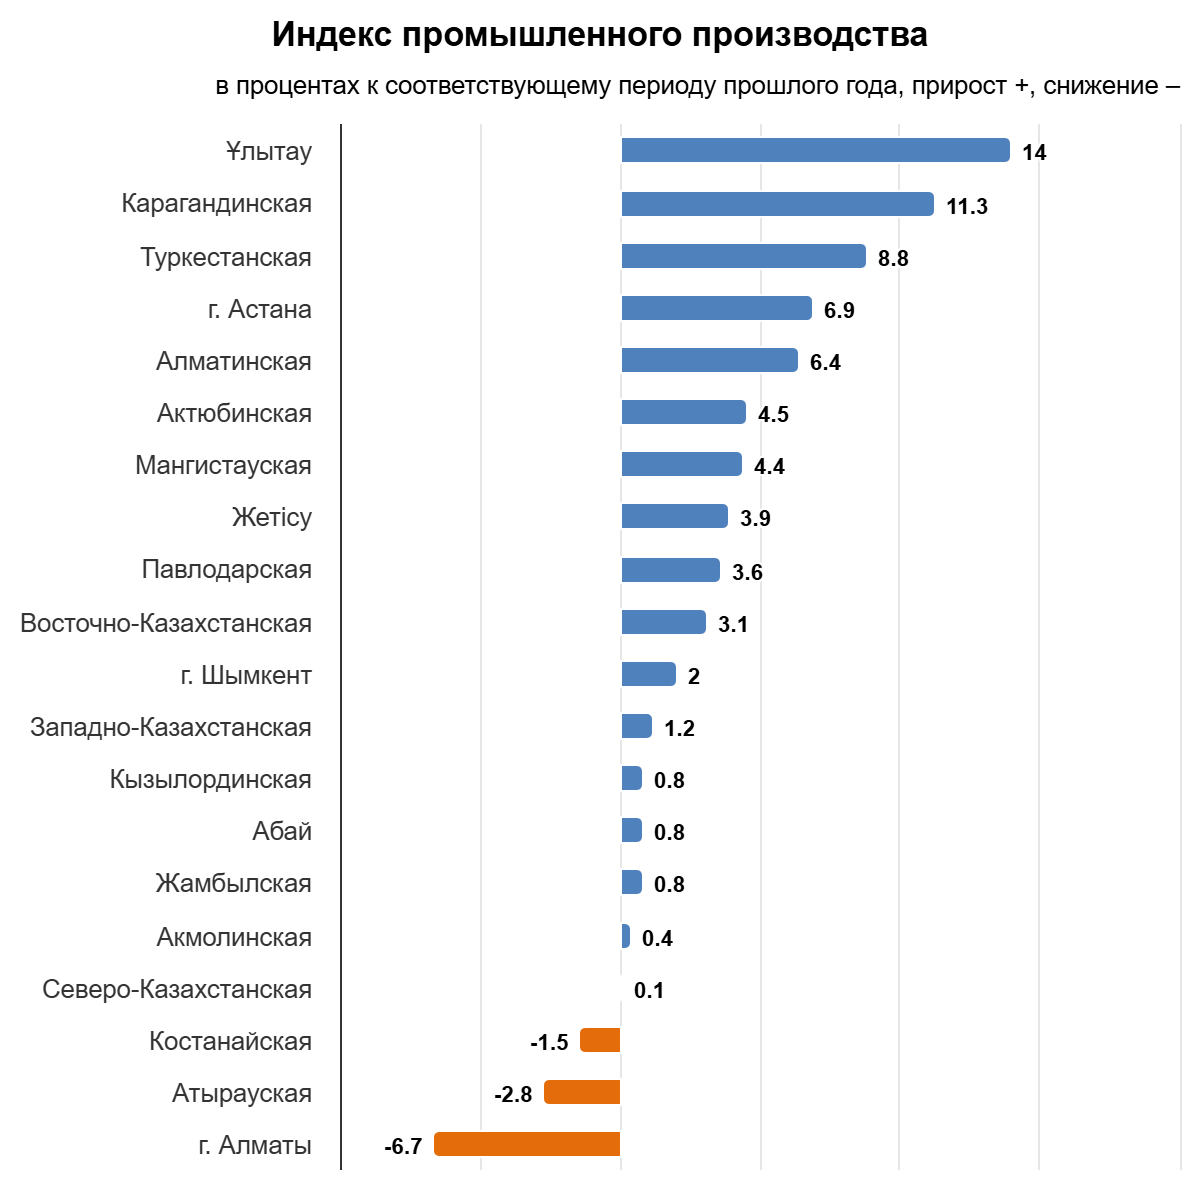 Индекс промышленного производства
в процентах к соответствующему периоду прошлого года, прирост +, снижение –
Ұлытау 14
Карагандинская 11.3
Туркестанская 8.8
г. Астана 6.9
Алматинская 6.4
Актюбинская 4.5
Мангистауская 4.4
Жетісу 3.9
Павлодарская 3.6
Восточно-Казахстанская 3.1
г. Шымкент 2
Западно-Казахстанская 1.2
Кызылординская 0.8
Абай 0.8
Жамбылская 0.8
Акмолинская 0.4
Северо-Казахстанская 0.1
Костанайская -1.5
Атырауская -2.8
г. Алматы -6.7